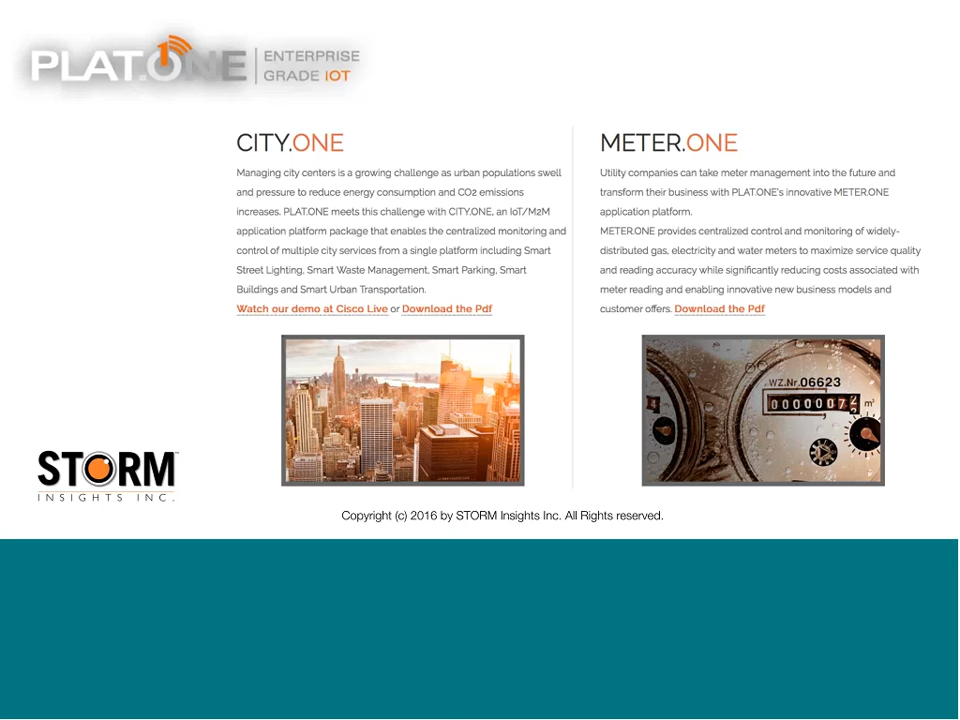 PLAT.ONE
ENTERPRISE
GRADE IOT
CITY.ONE
Managing city centers is a growing challenge as urban populations swell
and pressure to reduce energy consumption and CO2 emissions
increases. PLAT.ONE meets this challenge with CITY.ONE, an IoT/M2M
application platform package that enables the centralized monitoring and
control of multiple city services from a single platform including Smart
Street Lighting, Smart Waste Management, Smart Parking, Smart
Buildings and Smart Urban Transportation.
Watch our demo at Cisco Live or Download the Pdf
METER.ONE
Utility companies can take meter management into the future and
transform their business with PLAT.ONE's innovative METER.ONE
application platform.
METER.ONE provides centralized control and monitoring of widely-
distributed gas, electricity and water meters to maximize service quality
and reading accuracy while significantly reducing costs associated with
meter reading and enabling innovative new business models and
customer offers. Download the Pdf
WZ.Nr.06623
m³
STORM™
INSIGHTS INC.
Copyright (c) 2016 by STORM Insights Inc. All Rights reserved.